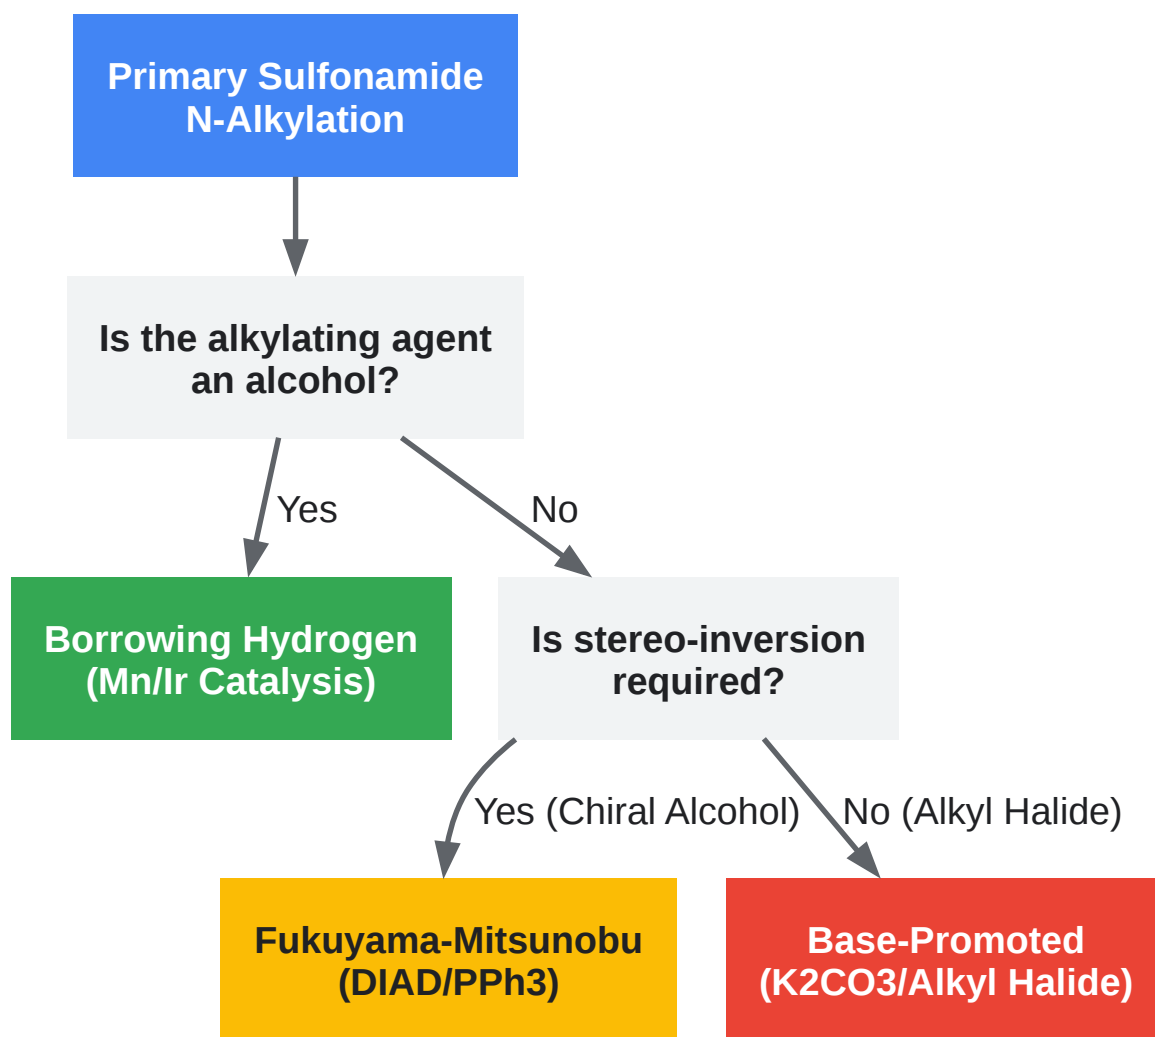 Primary Sulfonamide
N-Alkylation
Is the alkylating agent
an alcohol?
Yes
No
Borrowing Hydrogen
(Mn/Ir Catalysis)
Is stereo-inversion
required?
Yes (Chiral Alcohol)
No (Alkyl Halide)
Fukuyama-Mitsunobu
(DIAD/PPh3)
Base-Promoted
(K2CO3/Alkyl Halide)